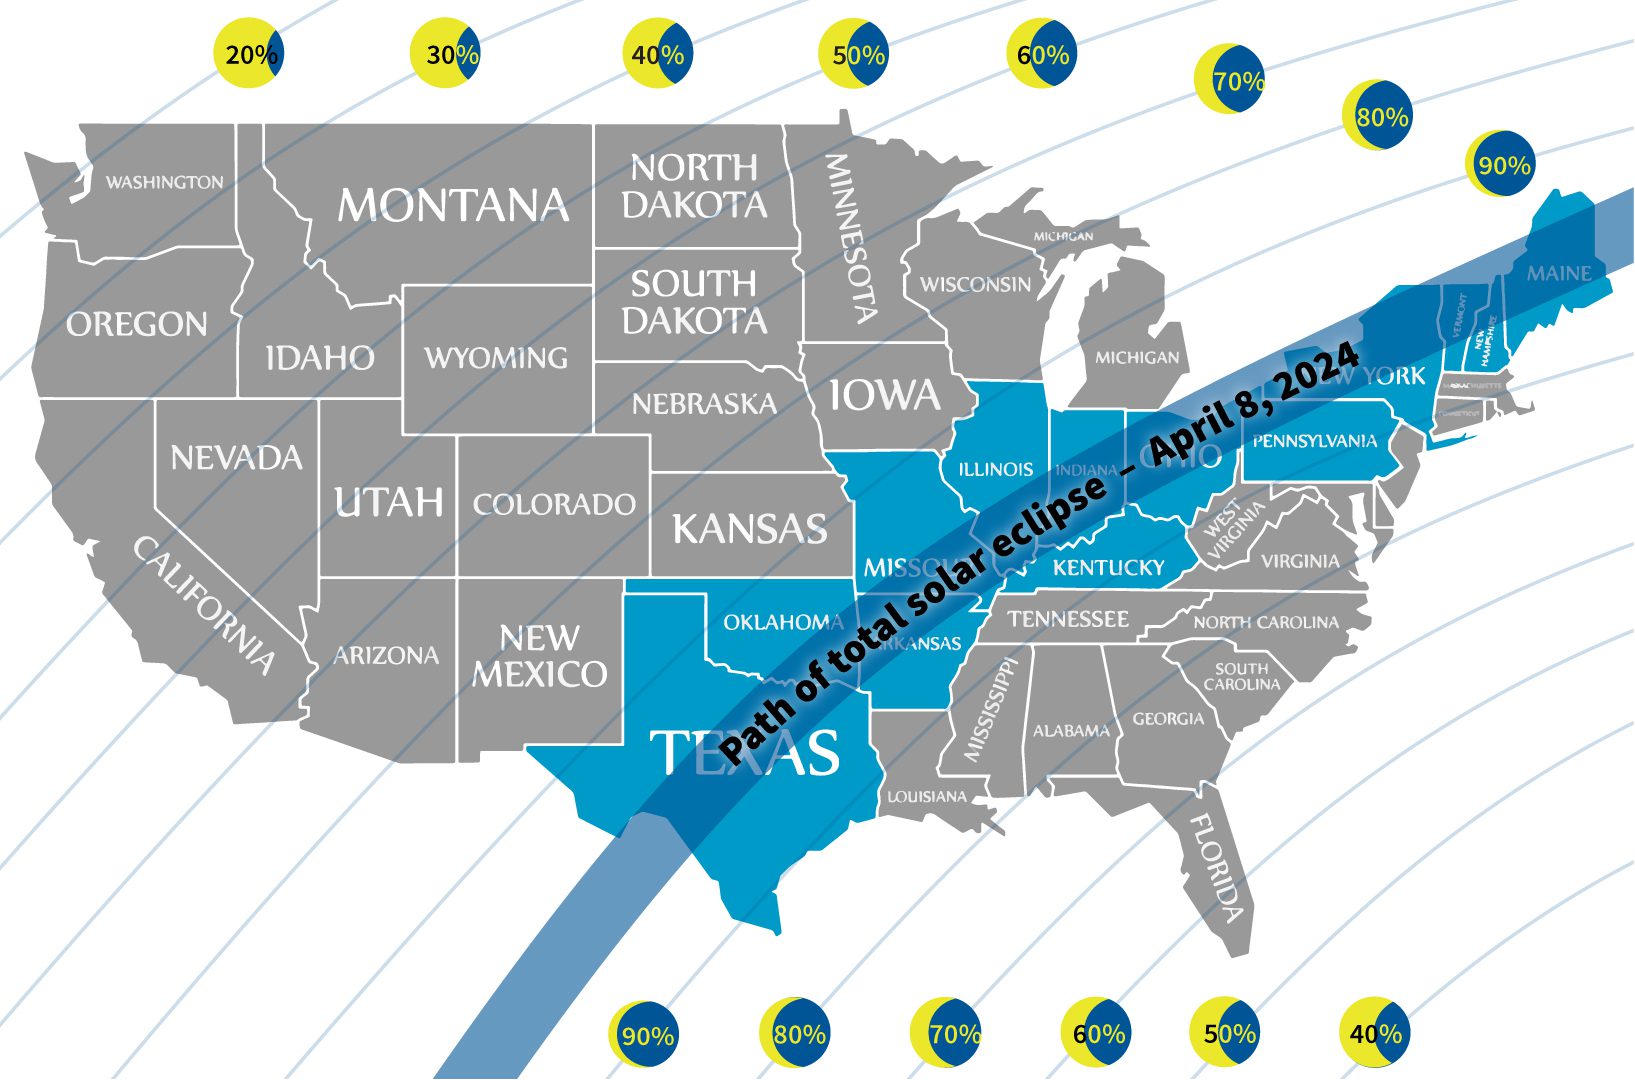 20%
30%
40%
50%
60%
70%
80%
90%
WASHINGTON
MONTANA
NORTH
DAKOTA
MINNESOTA
MICHIGAN
WISCONSIN
MAINE
OREGON
IDAHO
WYOMING
SOUTH
DAKOTA
MICHIGAN
VERMONT
NEW
HAMPSHIRE
NEW YORK
MASSACHUSETTS
CONNECTICUT
NEVADA
UTAH
COLORADO
NEBRASKA
IOWA
ILLINOIS
INDIANA
OHIO
PENNSYLVANIA
KANSAS
MISSOURI
KENTUCKY
WEST
VIRGINIA
VIRGINIA
CALIFORNIA
ARIZONA
NEW
MEXICO
OKLAHOMA
ARKANSAS
TENNESSEE
NORTH CAROLINA
SOUTH
CAROLINA
TEXAS
LOUISIANA
MISSISSIPPI
ALABAMA
GEORGIA
FLORIDA
Path of total solar eclipse – April 8, 2024
90%
80%
70%
60%
50%
40%